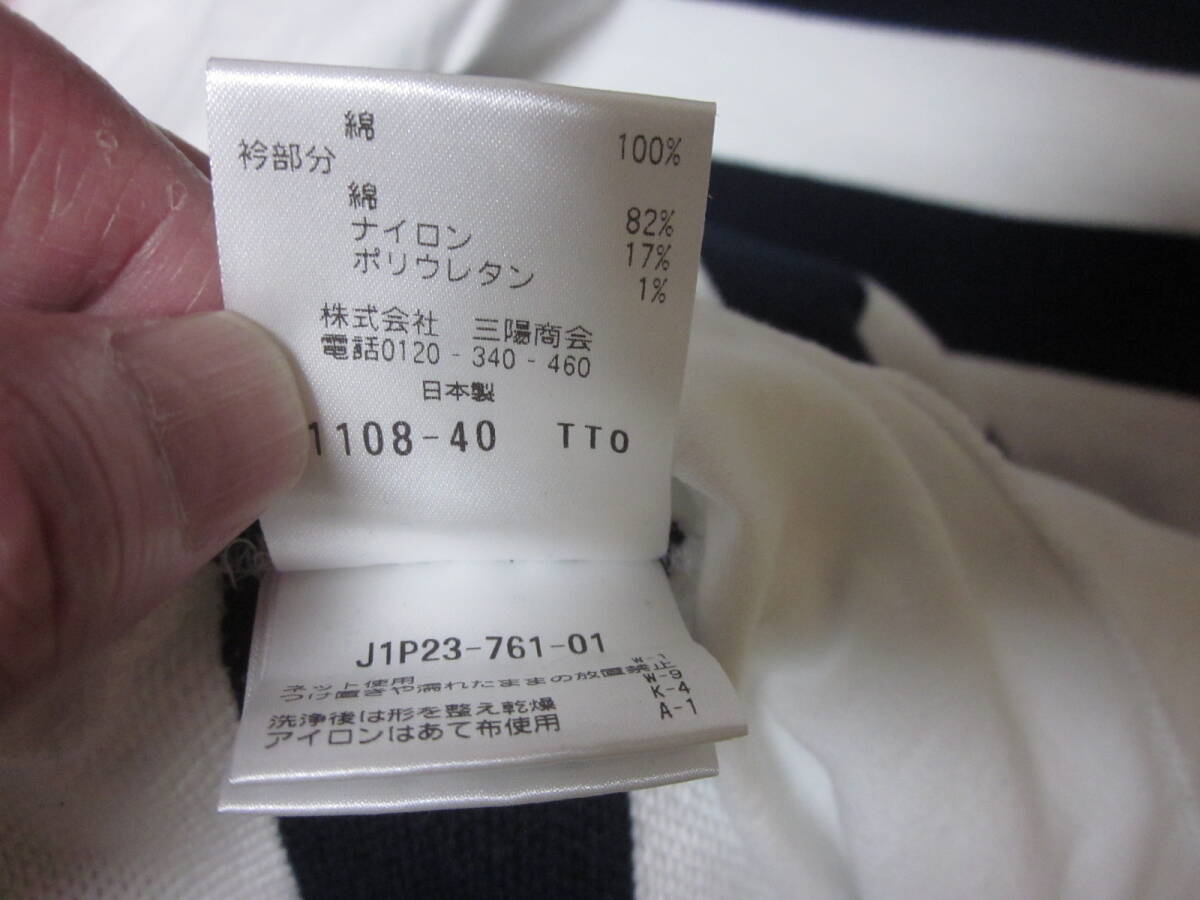 綿 100%
衿部分
綿 82%
ナイロン 17%
ポリウレタン 1%
株式会社 三陽商会
電話0120-340-460
日本製
1108-40 TTO
J1P23-761-01
ネット使用 W-1
つけ置きや濡れたままの放置禁止 W-9
洗浄後は形を整え乾燥 K-4
アイロンはあて布使用 A-1